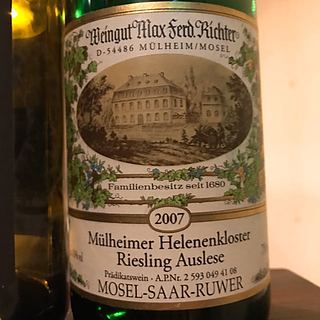 Weingut Max Ferd. Richter
D-54486 MÜLHEIM/MOSEL
Familienbesitz seit 1680
2007
Mülheimer Helenenkloster
Riesling Auslese
Prädikatswein · A.P.Nr. 2 593 049 41 08
MOSEL-SAAR-RUWER